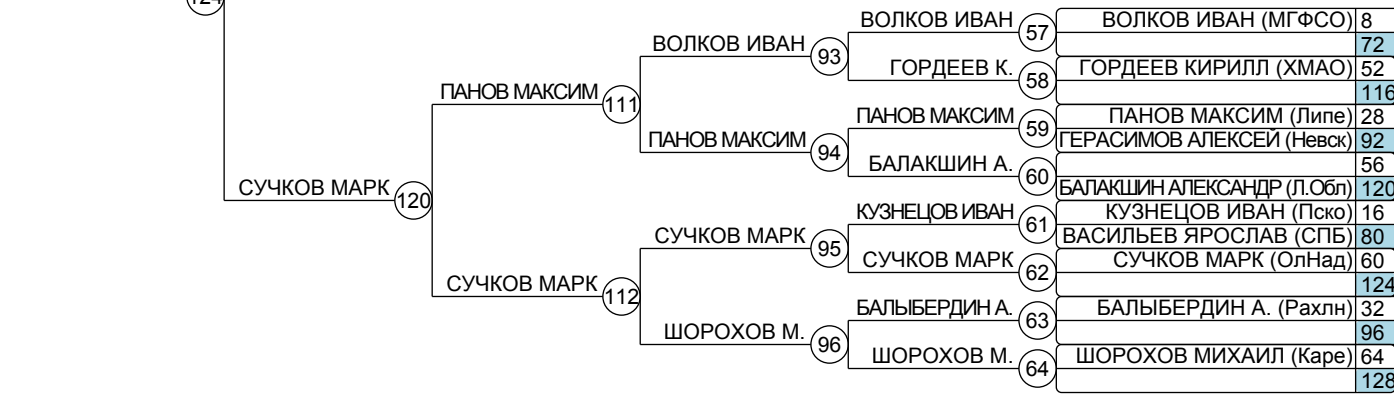 124
ВОЛКОВ ИВАН 57 ВОЛКОВ ИВАН (МГФСО) 8
72
ВОЛКОВ ИВАН 93
ГОРДЕЕВ К. 58 ГОРДЕЕВ КИРИЛЛ (ХМАО) 52
116
ПАНОВ МАКСИМ 111
ПАНОВ МАКСИМ 59 ПАНОВ МАКСИМ (Липе) 28
ГЕРАСИМОВ АЛЕКСЕЙ (Невск) 92
ПАНОВ МАКСИМ 94
БАЛАКШИН А. 60 56
БАЛАКШИН АЛЕКСАНДР (Л.Обл) 120
СУЧКОВ МАРК 120
КУЗНЕЦОВ ИВАН 61 КУЗНЕЦОВ ИВАН (Пско) 16
ВАСИЛЬЕВ ЯРОСЛАВ (СПБ) 80
СУЧКОВ МАРК 95
СУЧКОВ МАРК 62 СУЧКОВ МАРК (ОлНад) 60
124
СУЧКОВ МАРК 112
БАЛЫБЕРДИН А. 63 БАЛЫБЕРДИН А. (Рахлн) 32
96
ШОРОХОВ М. 96
ШОРОХОВ М. 64 ШОРОХОВ МИХАИЛ (Каре) 64
128